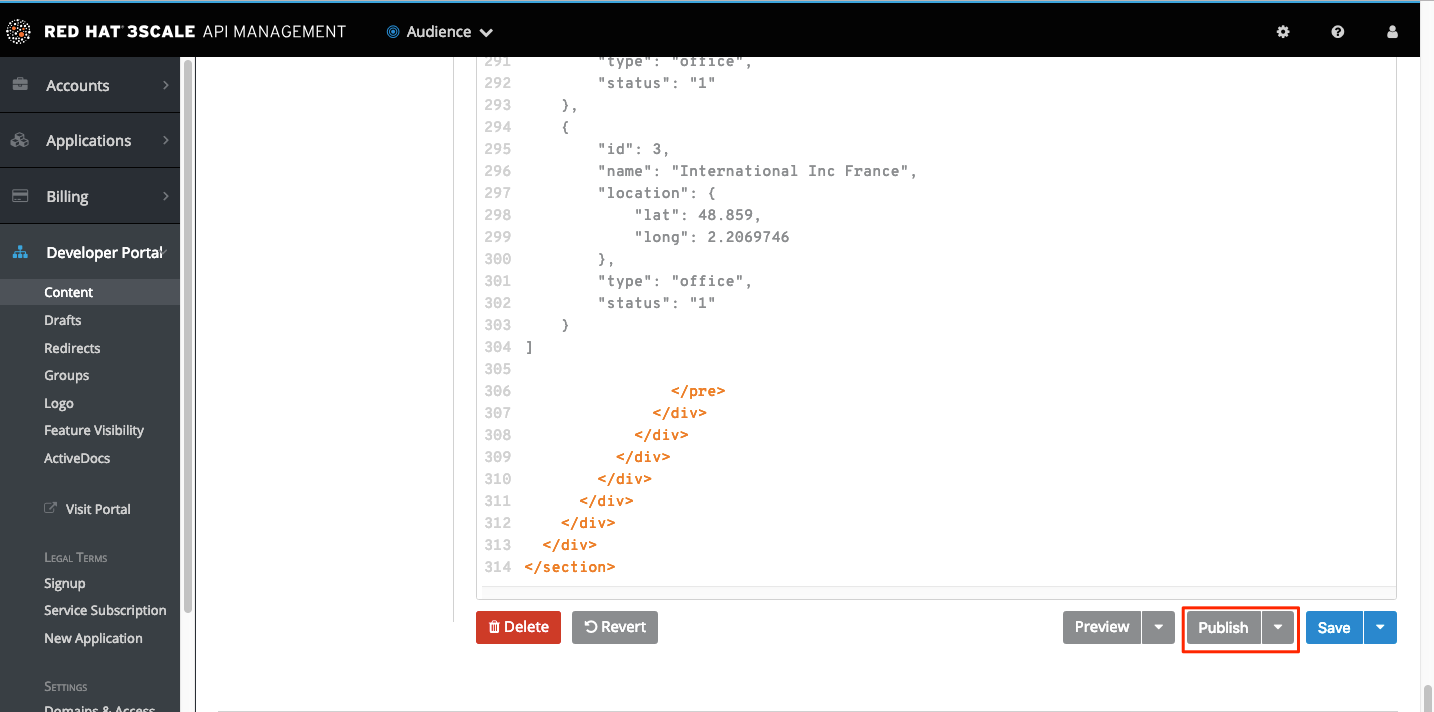 RED HAT 3SCALE API MANAGEMENT
Audience
Accounts
Applications
Billing
Developer Portal
Content
Drafts
Redirects
Groups
Logo
Feature Visibility
ActiveDocs
Visit Portal
LEGAL TERMS
Signup
Service Subscription
New Application
SETTINGS
Domains & Access
291 "type": "office",
292 "status": "1"
293 },
294 {
295 "id": 3,
296 "name": "International Inc France",
297 "location": {
298 "lat": 48.859,
299 "long": 2.2069746
300 },
301 "type": "office",
302 "status": "1"
303 }
304 ]
305
306 </pre>
307 </div>
308 </div>
309 </div>
310 </div>
311 </div>
312 </div>
313 </div>
314 </section>
Delete
Revert
Preview
Publish
Save